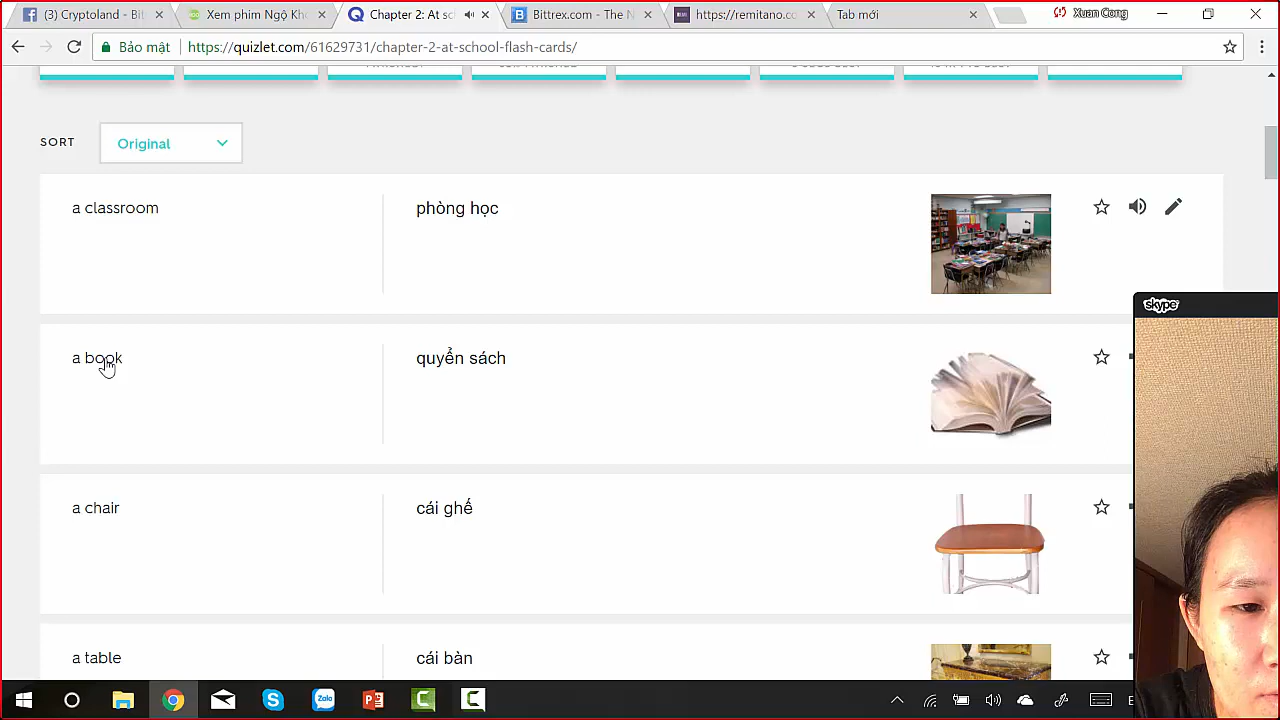 (3) Cryptoland - Bit
Xem phim Ngộ Kh
Chapter 2: At sc
Bittrex.com - The N
https://remitano.c
Tab mới
Xuan Cong
Bảo mật
https://quizlet.com/61629731/chapter-2-at-school-flash-cards/
SORT
Original
a classroom
phòng học
a book
quyển sách
skype
a chair
cái ghế
a table
cái bàn
Zalo